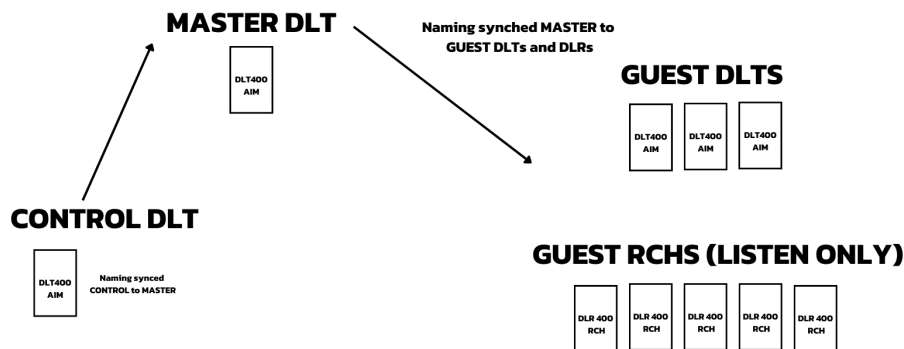 MASTER DLT
DLT400
AIM
Naming synched MASTER to
GUEST DLTs and DLRs
GUEST DLTS
DLT400
AIM
DLT400
AIM
DLT400
AIM
CONTROL DLT
DLT400
AIM
Naming synced
CONTROL to MASTER
GUEST RCHS (LISTEN ONLY)
DLR 400
RCH
DLR 400
RCH
DLR 400
RCH
DLR 400
RCH
DLR 400
RCH